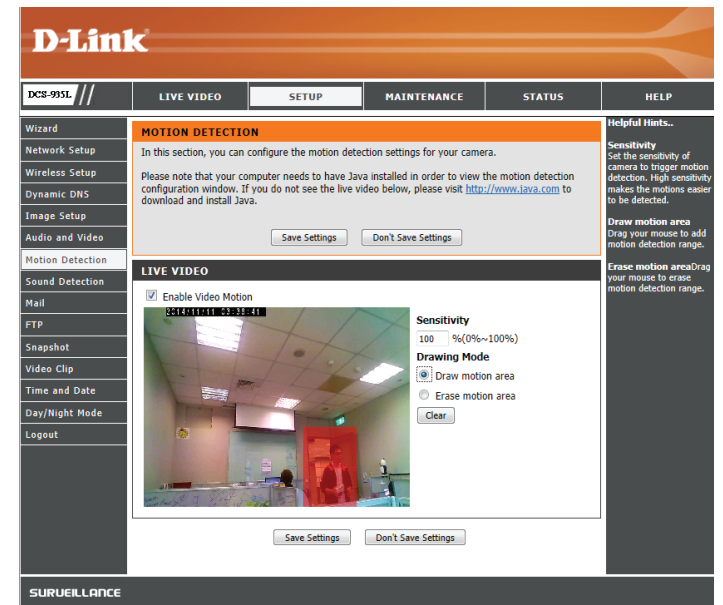 D-Link
DCS-935L //
LIVE VIDEO
SETUP
MAINTENANCE
STATUS
HELP
Wizard
Network Setup
Wireless Setup
Dynamic DNS
Image Setup
Audio and Video
Motion Detection
Sound Detection
Mail
FTP
Snapshot
Video Clip
Time and Date
Day/Night Mode
Logout
MOTION DETECTION
In this section, you can configure the motion detection settings for your camera.
Please note that your computer needs to have Java installed in order to view the motion detection
configuration window. If you do not see the live video below, please visit http://www.java.com to
download and install Java.
Save Settings
Don't Save Settings
LIVE VIDEO
Enable Video Motion
2014/11/11 03:38:41
Sensitivity
100 %(0%~100%)
Drawing Mode
Draw motion area
Erase motion area
Clear
Save Settings
Don't Save Settings
Helpful Hints..
Sensitivity
Set the sensitivity of
camera to trigger motion
detection. High sensitivity
makes the motions easier
to be detected.
Draw motion area
Drag your mouse to add
motion detection range.
Erase motion areaDrag
your mouse to erase
motion detection range.
SURVEILLANCE